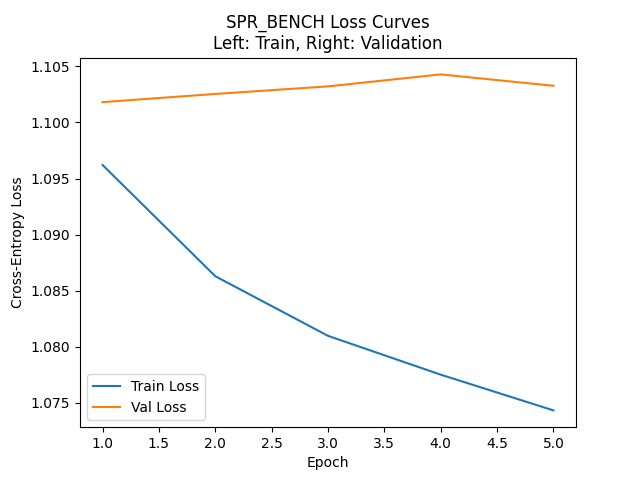 SPR_BENCH Loss Curves
Left: Train, Right: Validation
1.105
1.100
1.095
1.090
1.085
1.080
1.075
Cross-Entropy Loss
Train Loss
Val Loss
1.0 1.5 2.0 2.5 3.0 3.5 4.0 4.5 5.0
Epoch